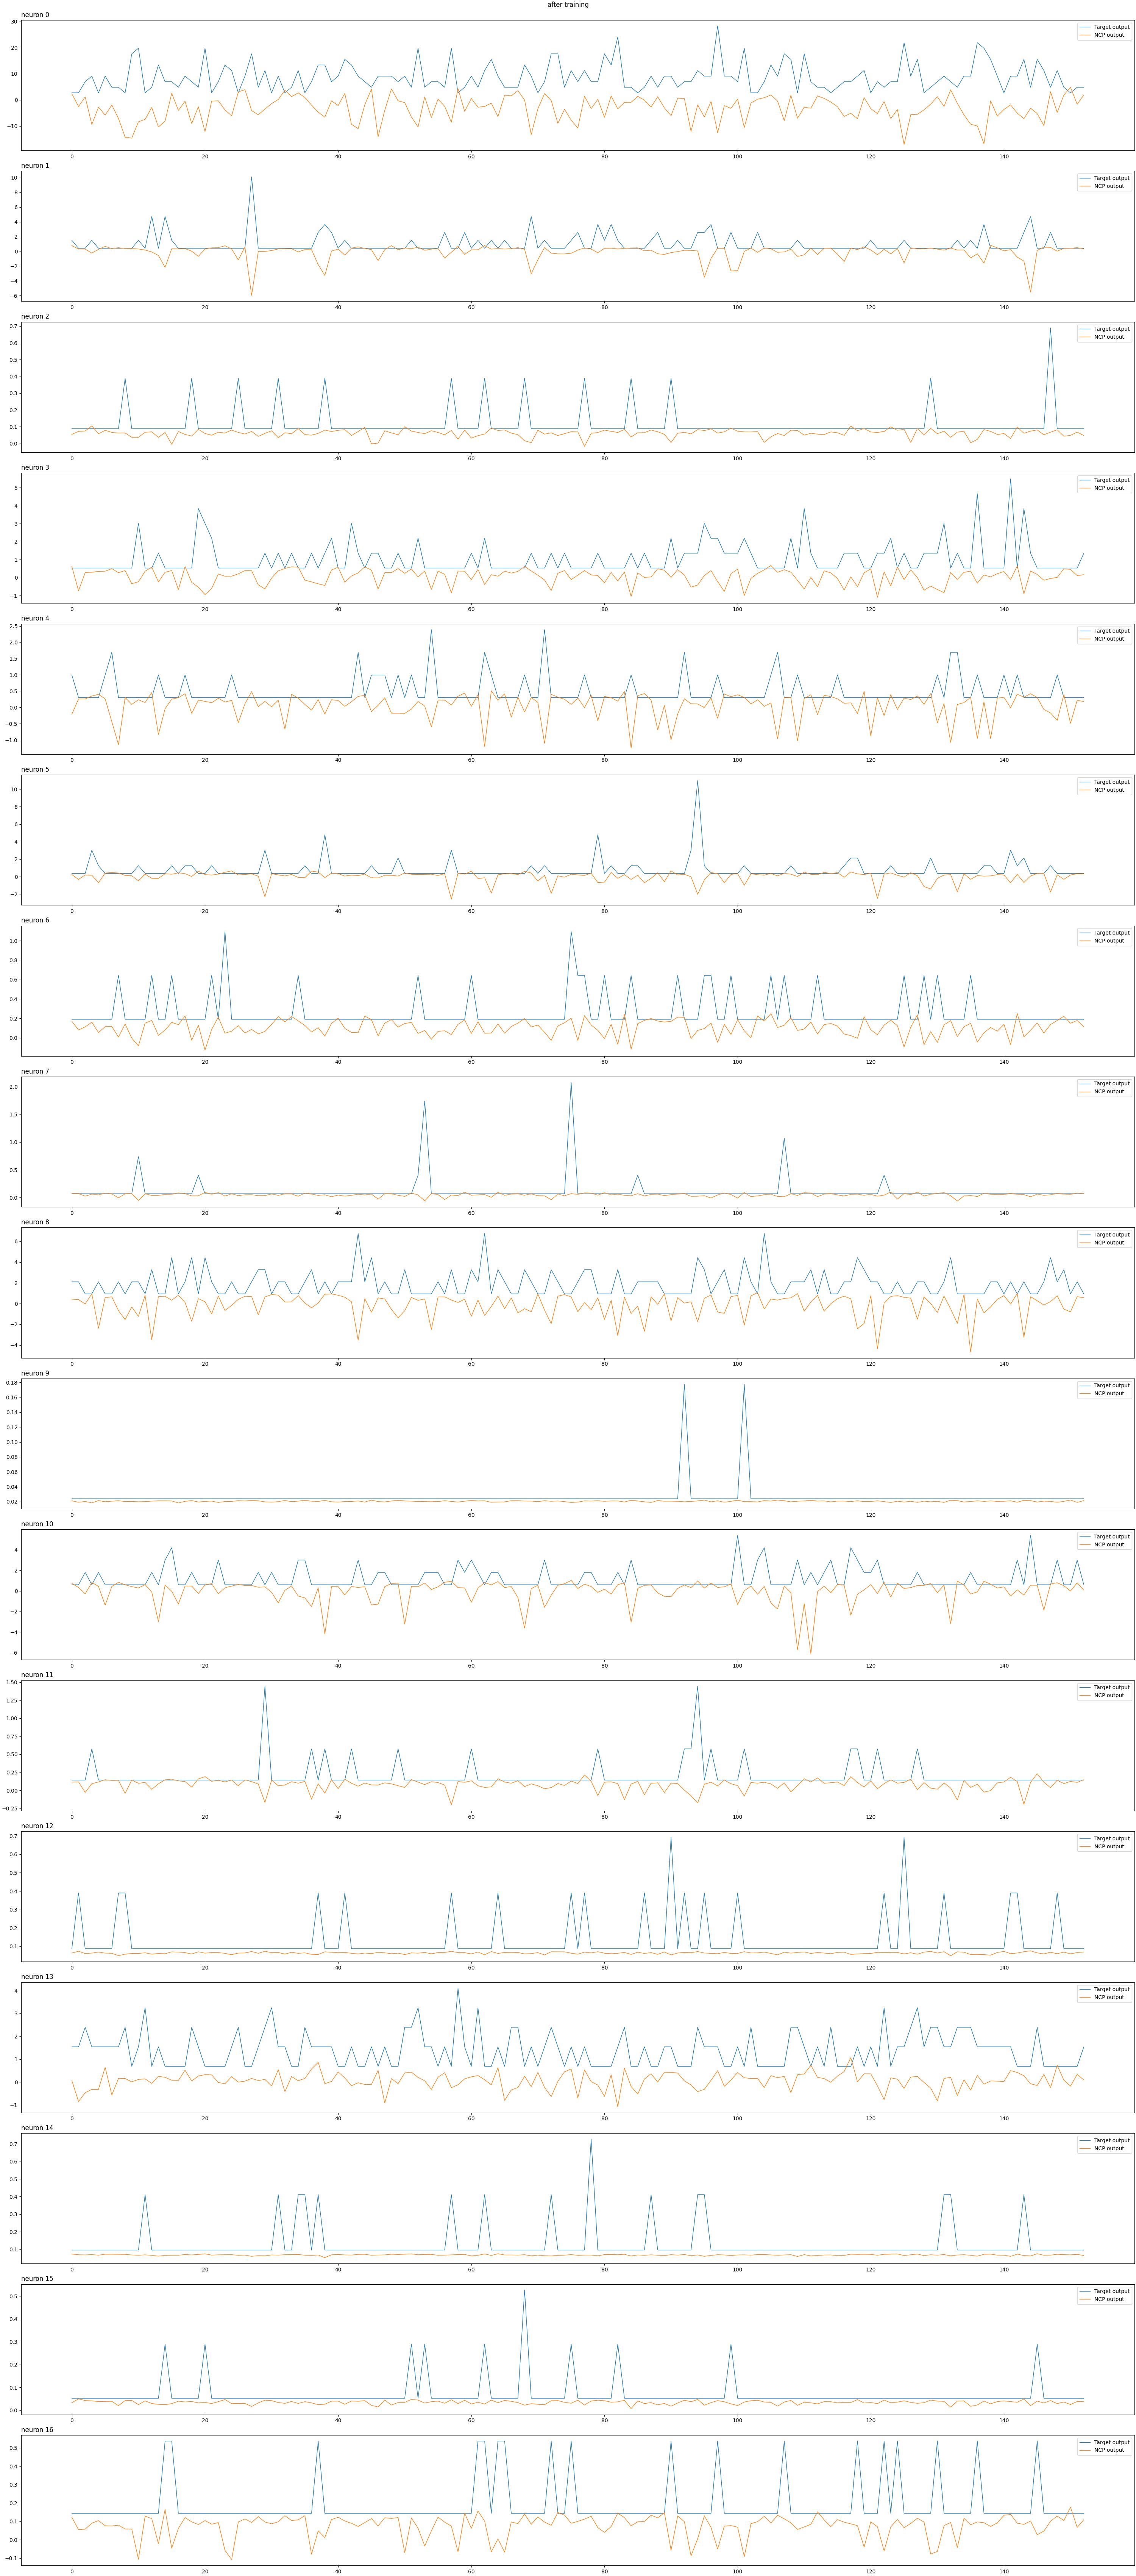 after training
neuron 0
Target output
NCP output
30
20
10
0
−10
0 20 40 60 80 100 120 140
neuron 1
Target output
NCP output
10
8
6
4
2
0
−2
−4
−6
0 20 40 60 80 100 120 140
neuron 2
Target output
NCP output
0.7
0.6
0.5
0.4
0.3
0.2
0.1
0.0
0 20 40 60 80 100 120 140
neuron 3
Target output
NCP output
5
4
3
2
1
0
−1
0 20 40 60 80 100 120 140
neuron 4
Target output
NCP output
2.5
2.0
1.5
1.0
0.5
0.0
−0.5
−1.0
0 20 40 60 80 100 120 140
neuron 5
Target output
NCP output
10
8
6
4
2
0
−2
0 20 40 60 80 100 120 140
neuron 6
Target output
NCP output
1.0
0.8
0.6
0.4
0.2
0.0
0 20 40 60 80 100 120 140
neuron 7
Target output
NCP output
2.0
1.5
1.0
0.5
0.0
0 20 40 60 80 100 120 140
neuron 8
Target output
NCP output
6
4
2
0
−2
−4
0 20 40 60 80 100 120 140
neuron 9
Target output
NCP output
0.18
0.16
0.14
0.12
0.10
0.08
0.06
0.04
0.02
0 20 40 60 80 100 120 140
neuron 10
Target output
NCP output
4
2
0
−2
−4
−6
0 20 40 60 80 100 120 140
neuron 11
Target output
NCP output
1.50
1.25
1.00
0.75
0.50
0.25
0.00
−0.25
0 20 40 60 80 100 120 140
neuron 12
Target output
NCP output
0.7
0.6
0.5
0.4
0.3
0.2
0.1
0 20 40 60 80 100 120 140
neuron 13
Target output
NCP output
4
3
2
1
0
−1
0 20 40 60 80 100 120 140
neuron 14
Target output
NCP output
0.7
0.6
0.5
0.4
0.3
0.2
0.1
0 20 40 60 80 100 120 140
neuron 15
Target output
NCP output
0.5
0.4
0.3
0.2
0.1
0.0
0 20 40 60 80 100 120 140
neuron 16
Target output
NCP output
0.5
0.4
0.3
0.2
0.1
0.0
−0.1
0 20 40 60 80 100 120 140